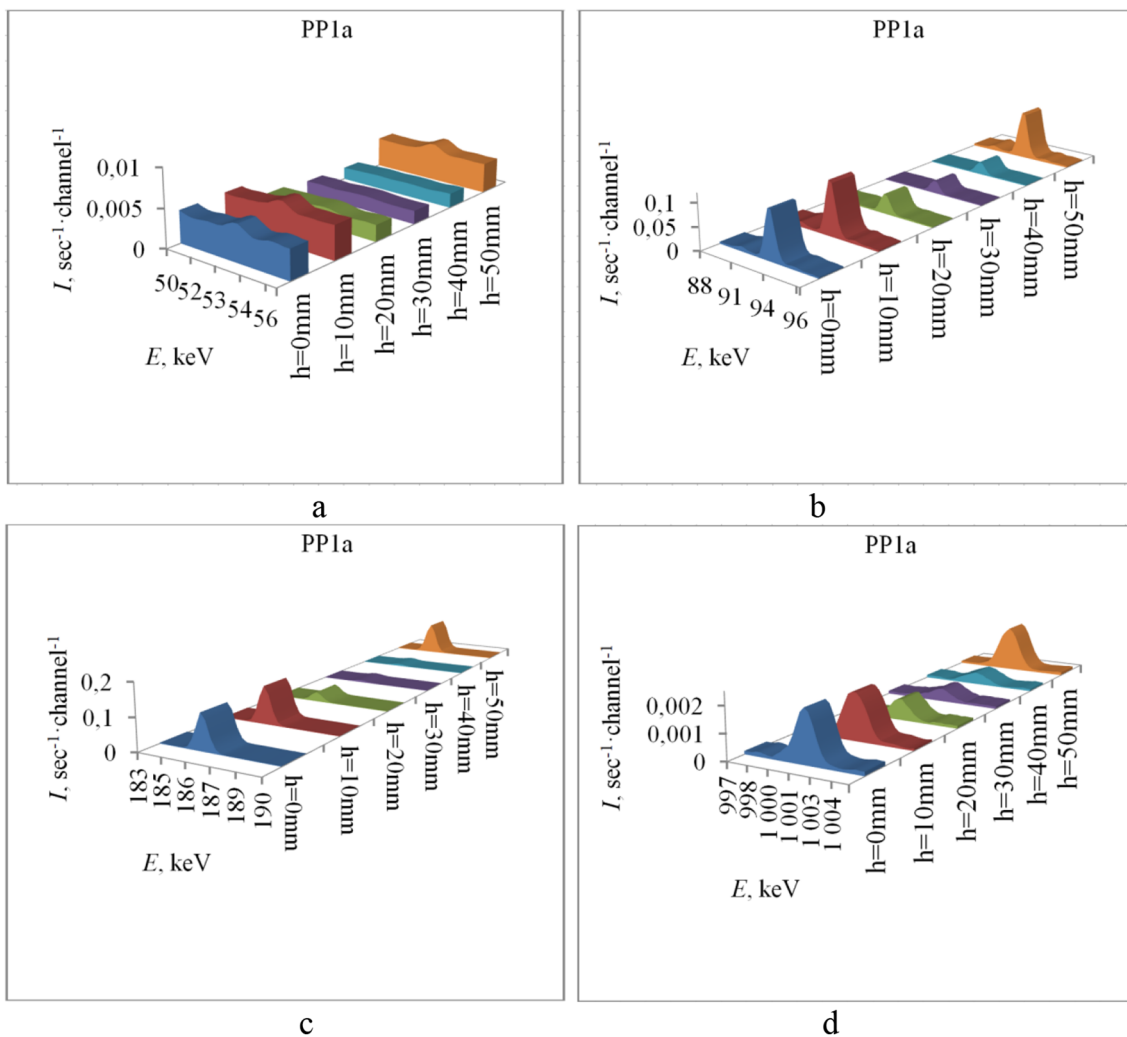 PP1a
I, sec-1·channel-1
0,01
0,005
0
50
52
53
54
56
E, keV
h=0mm
h=10mm
h=20mm
h=30mm
h=40mm
h=50mm
a
PP1a
I, sec-1·channel-1
0,1
0,05
0
88
91
94
96
E, keV
h=0mm
h=10mm
h=20mm
h=30mm
h=40mm
h=50mm
b
PP1a
I, sec-1·channel-1
0,2
0,1
0
183
185
186
187
189
190
E, keV
h=0mm
h=10mm
h=20mm
h=30mm
h=40mm
h=50mm
c
PP1a
I, sec-1·channel-1
0,002
0,001
0
997
998
1 000
1 001
1 003
1 004
E, keV
h=0mm
h=10mm
h=20mm
h=30mm
h=40mm
h=50mm
d